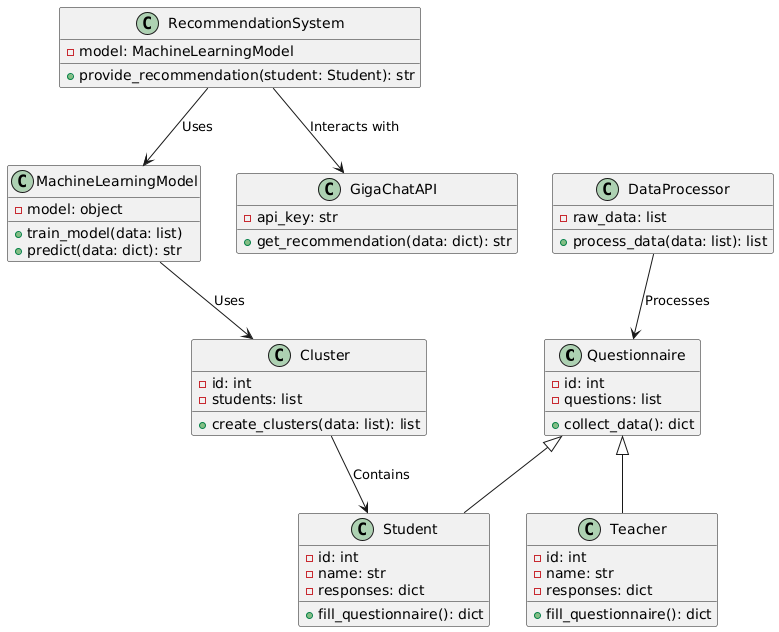 C RecommendationSystem
model: MachineLearningModel
provide_recommendation(student: Student): str
Uses
Interacts with
C MachineLearningModel
model: object
train_model(data: list)
predict(data: dict): str
C GigaChatAPI
api_key: str
get_recommendation(data: dict): str
C DataProcessor
raw_data: list
process_data(data: list): list
Uses
Processes
C Cluster
id: int
students: list
create_clusters(data: list): list
C Questionnaire
id: int
questions: list
collect_data(): dict
Contains
C Student
id: int
name: str
responses: dict
fill_questionnaire(): dict
C Teacher
id: int
name: str
responses: dict
fill_questionnaire(): dict